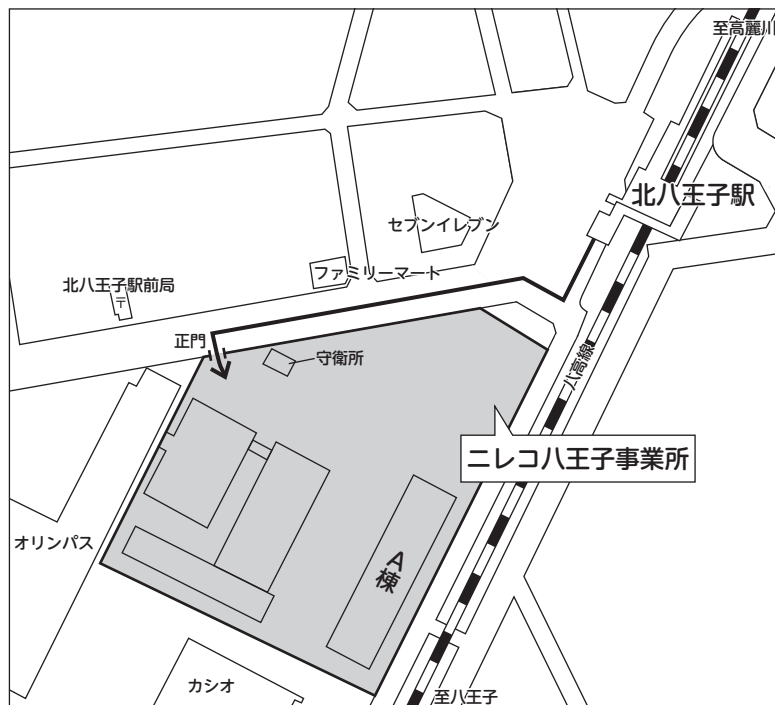 至高麗川
北八王子駅
セブンイレブン
ファミリーマート
北八王子駅前局
〒
正門
守衛所
八高線
ニレコ八王子事業所
オリンパス
A棟
カシオ
至八王子